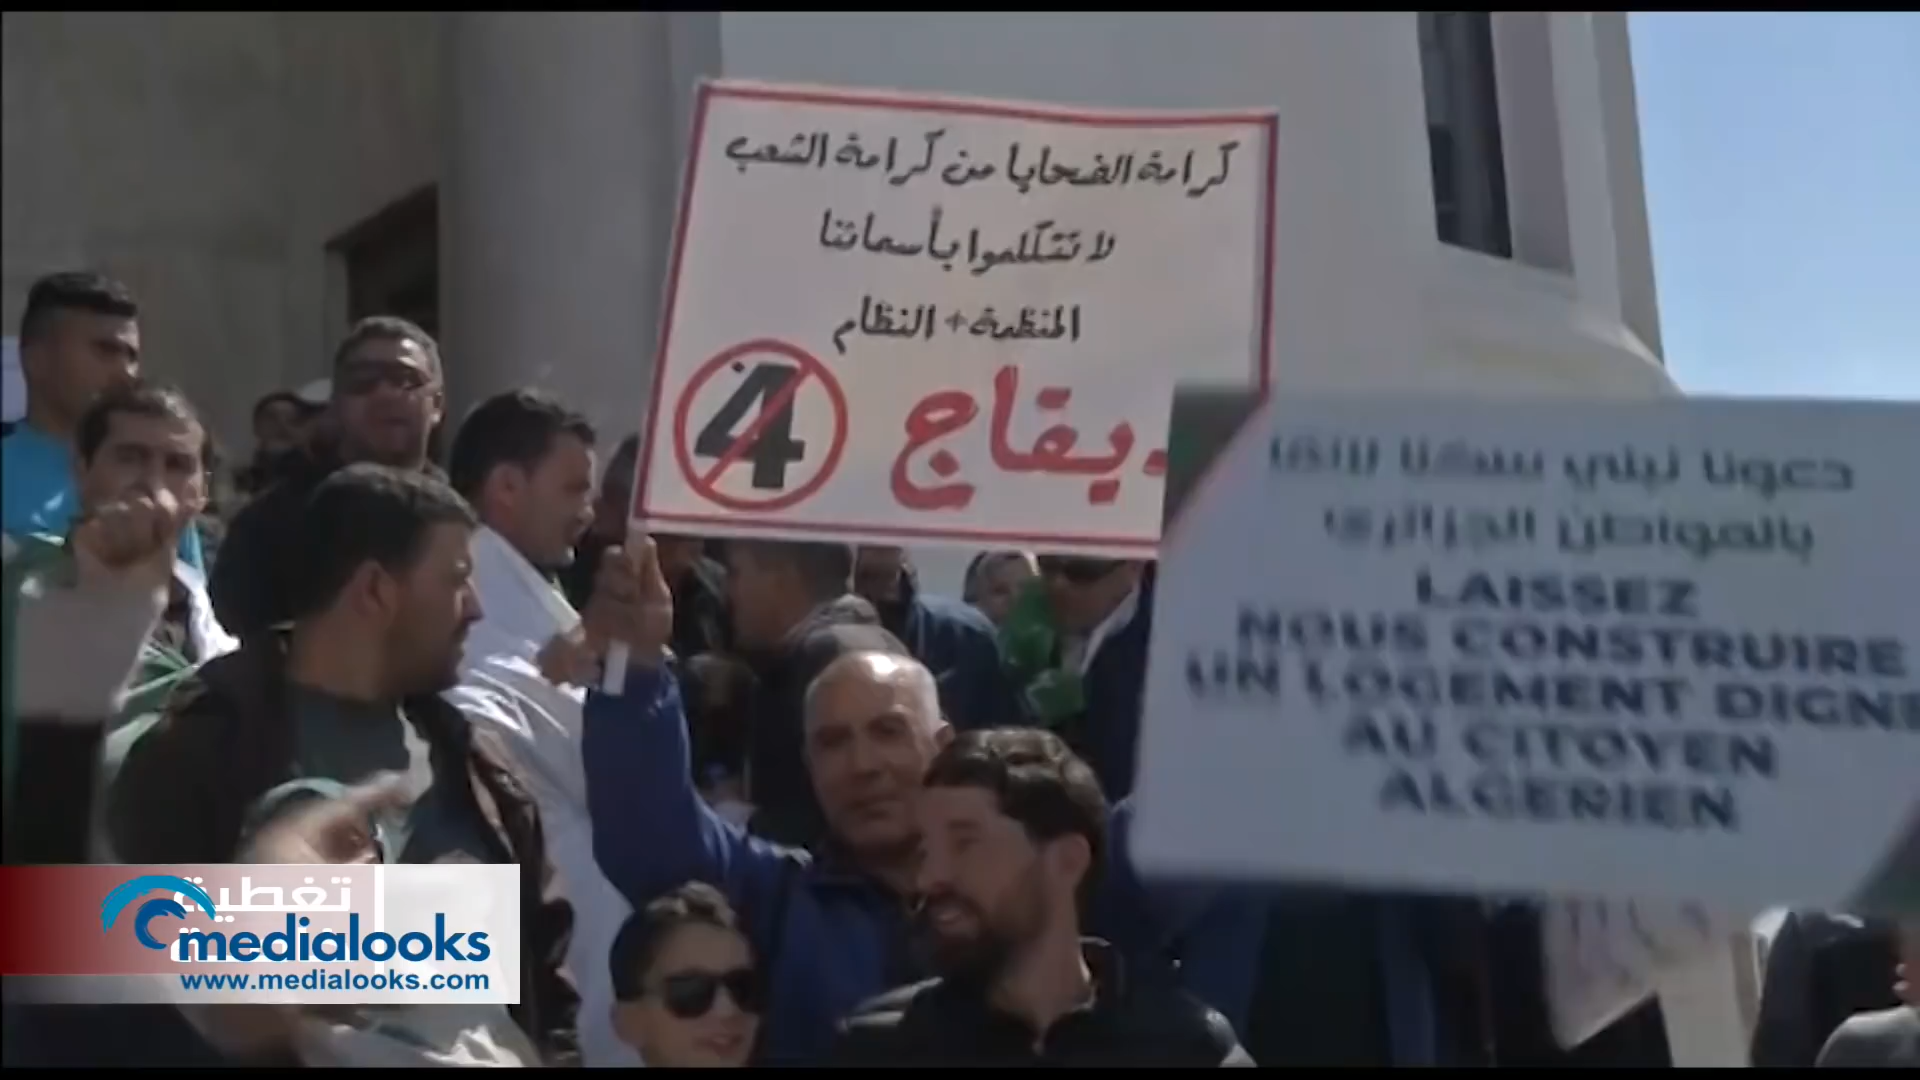 كرامة الضحايا من كرامة الشعب
لا تتكلموا بأسمائنا
المنظمة + النظام
ديقاج 4
دعونا نبني سكنا لائقا
بالمواطن الجزائري
LAISSEZ
NOUS CONSTRUIRE
UN LOGEMENT DIGNE
AU CITOYEN
ALGERIEN
تغطية
medialooks
www.medialooks.com